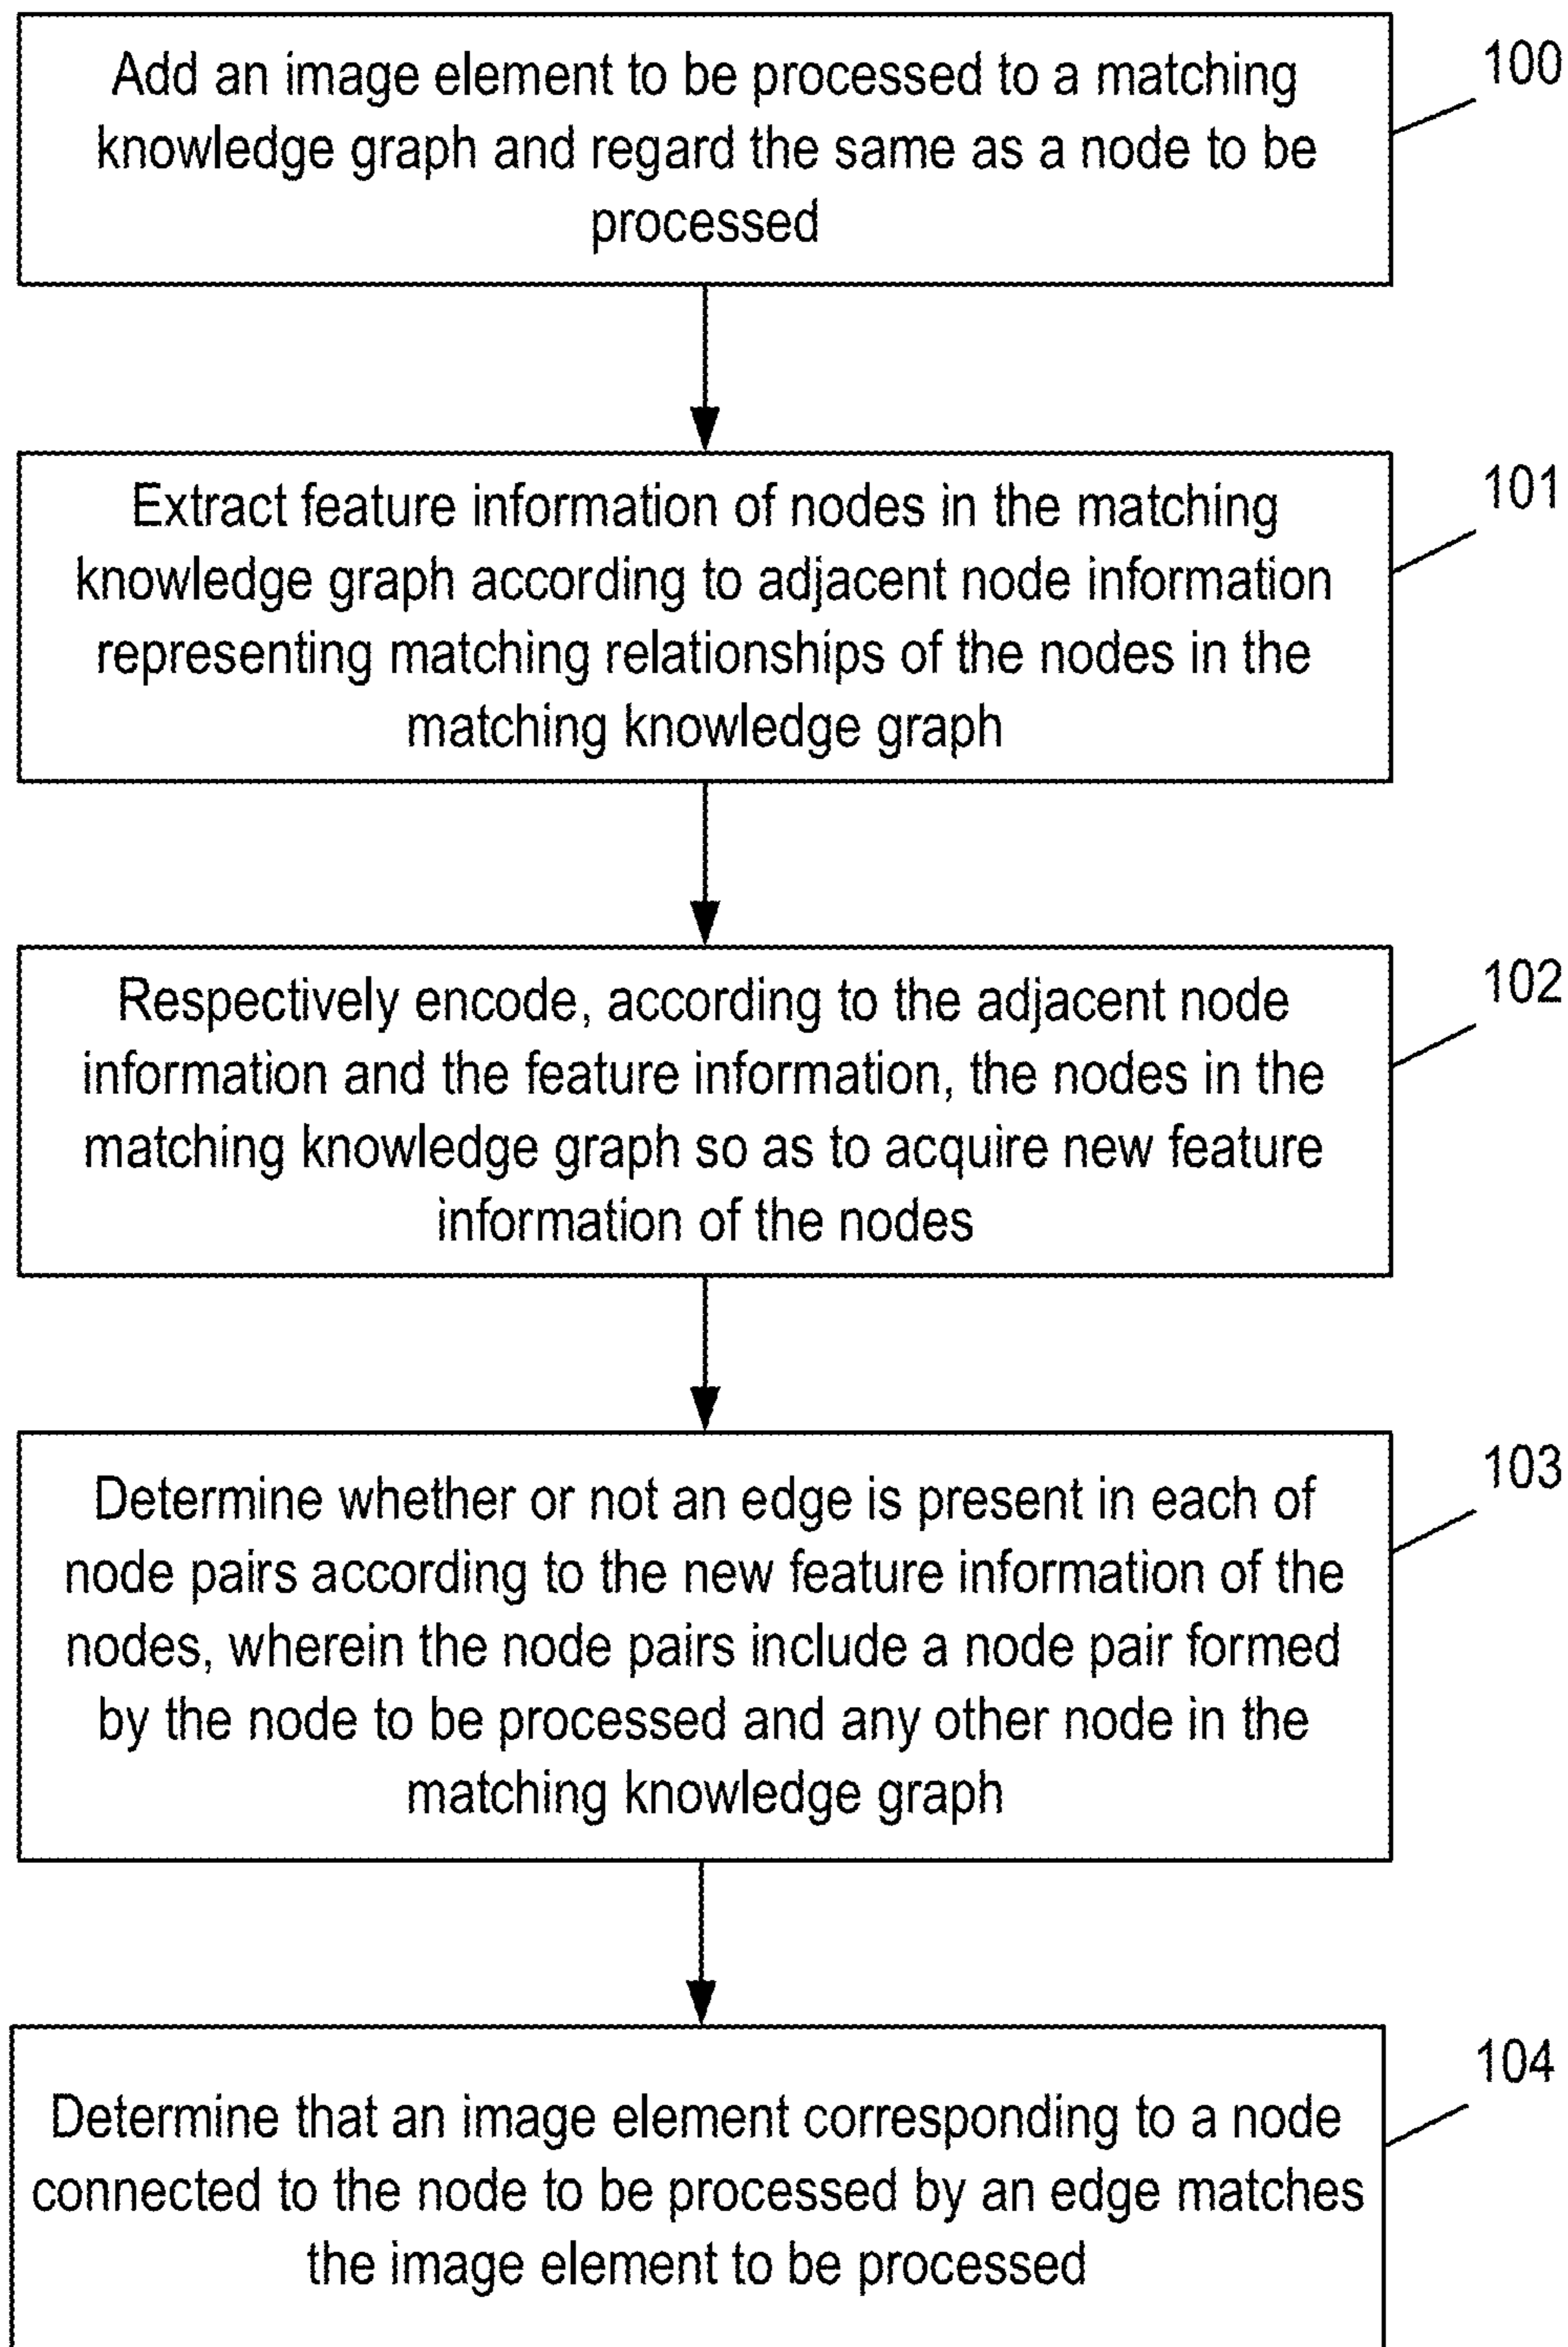 Add an image element to be processed to a matching
knowledge graph and regard the same as a node to be
processed
100
Extract feature information of nodes in the matching
knowledge graph according to adjacent node information
representing matching relationships of the nodes in the
matching knowledge graph
101
Respectively encode, according to the adjacent node
information and the feature information, the nodes in the
matching knowledge graph so as to acquire new feature
information of the nodes
102
Determine whether or not an edge is present in each of
node pairs according to the new feature information of the
nodes, wherein the node pairs include a node pair formed
by the node to be processed and any other node in the
matching knowledge graph
103
Determine that an image element corresponding to a node
connected to the node to be processed by an edge matches
the image element to be processed
104